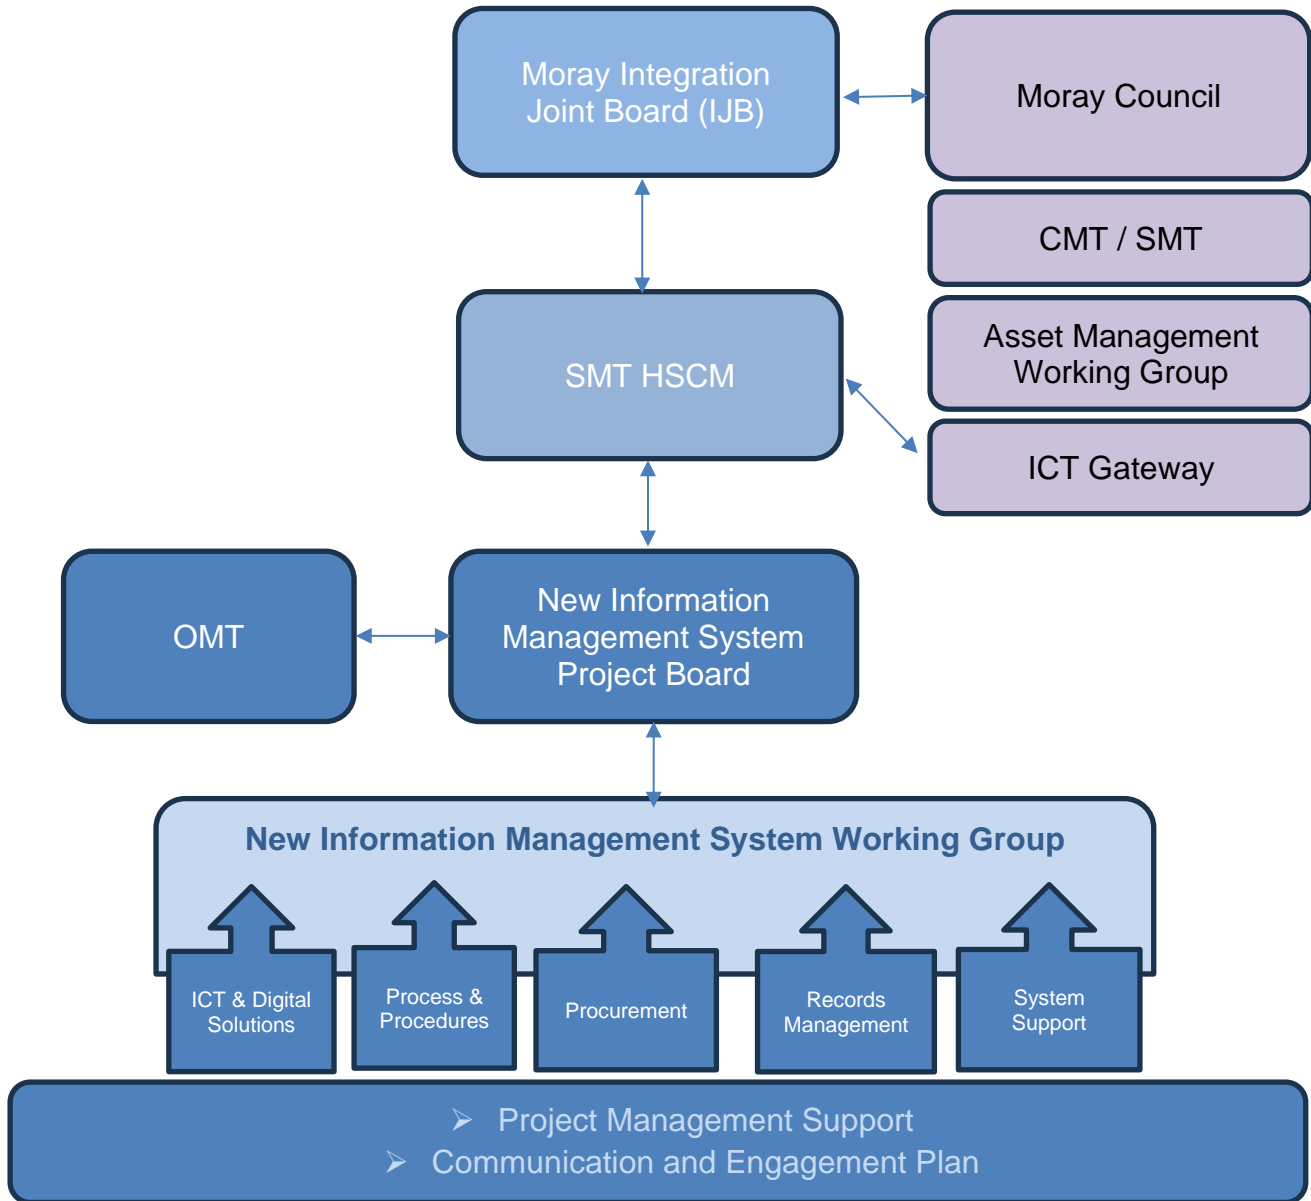 Moray Integration
Joint Board (IJB)
Moray Council
CMT / SMT
Asset Management
Working Group
SMT HSCM
ICT Gateway
OMT
New Information
Management System
Project Board
New Information Management System Working Group
ICT & Digital
Solutions
Process &
Procedures
Procurement
Records
Management
System
Support
➢ Project Management Support
➢ Communication and Engagement Plan